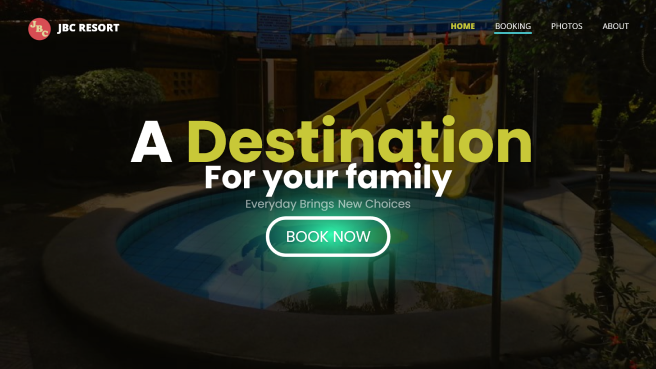 JBC
JBC RESORT
HOME
BOOKING
PHOTOS
ABOUT
A Destination
For your family
Everyday Brings New Choices
BOOK NOW